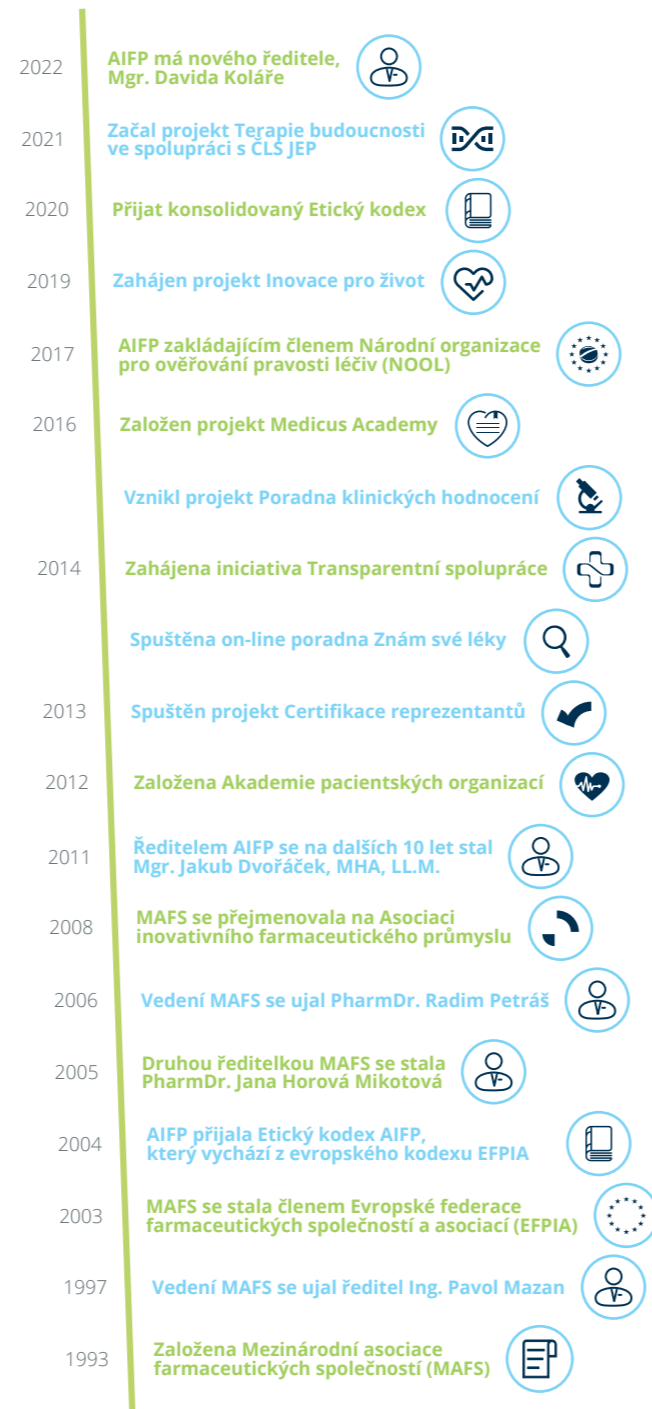 2022
AIFP má nového ředitele,
Mgr. Davida Koláře
2021
Začal projekt Terapie budoucnosti
ve spolupráci s ČLS JEP
2020
Přijat konsolidovaný Etický kodex
2019
Zahájen projekt Inovace pro život
2017
AIFP zakládajícím členem Národní organizace
pro ověřování pravosti léčiv (NOOL)
2016
Založen projekt Medicus Academy
Vznikl projekt Poradna klinických hodnocení
2014
Zahájena iniciativa Transparentní spolupráce
Spuštěna on-line poradna Znám své léky
2013
Spuštěn projekt Certifikace reprezentantů
2012
Založena Akademie pacientských organizací
2011
Ředitelem AIFP se na dalších 10 let stal
Mgr. Jakub Dvořáček, MHA, LL.M.
2008
MAFS se přejmenovala na Asociaci
inovativního farmaceutického průmyslu
2006
Vedení MAFS se ujal PharmDr. Radim Petráš
2005
Druhou ředitelkou MAFS se stala
PharmDr. Jana Horová Mikotová
2004
AIFP přijala Etický kodex AIFP,
který vychází z evropského kodexu EFPIA
2003
MAFS se stala členem Evropské federace
farmaceutických společností a asociací (EFPIA)
1997
Vedení MAFS se ujal ředitel Ing. Pavol Mazan
1993
Založena Mezinárodní asociace
farmaceutických společností (MAFS)